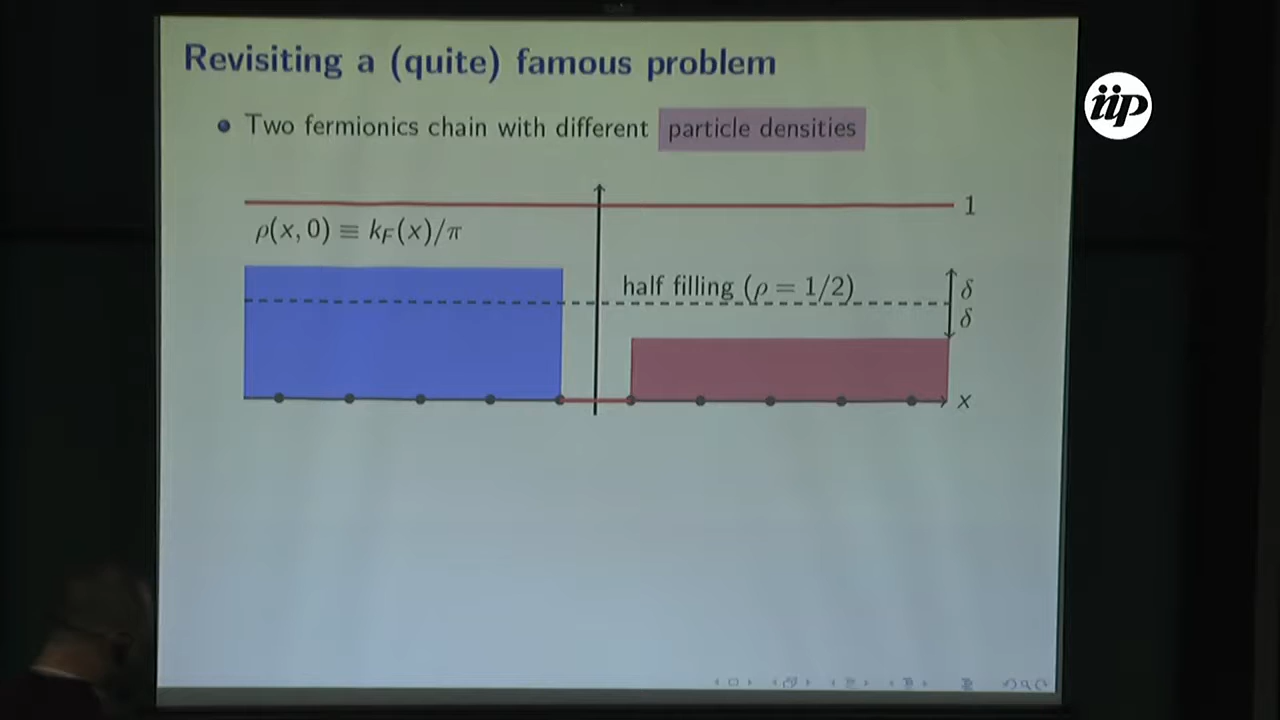 Revisiting a (quite) famous problem
Two fermionics chain with different particle densities
1
ρ(x, 0) ≡ k_F(x)/π
half filling (ρ = 1/2)
δ
δ
x
iip